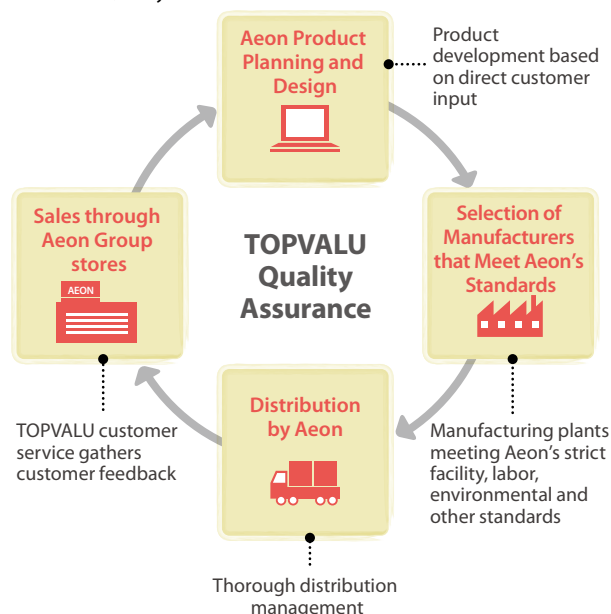 Aeon Product
Planning and
Design
Product
development based
on direct customer
input
Selection of
Manufacturers
that Meet Aeon's
Standards
Manufacturing plants
meeting Aeon's strict
facility, labor,
environmental and
other standards
Distribution
by Aeon
Thorough distribution
management
Sales through
Aeon Group
stores
AEON
TOPVALU customer
service gathers
customer feedback
TOPVALU
Quality
Assurance